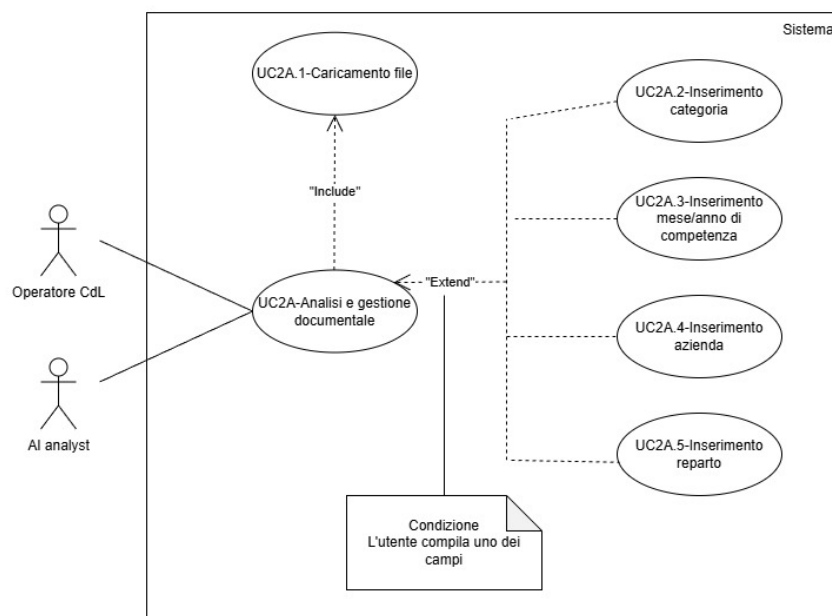 Sistema
UC2A.1-Caricamento file
UC2A.2-Inserimento
categoria
"Include"
UC2A.3-Inserimento
mese/anno di
competenza
Operatore CdL
"Extend"
UC2A-Analisi e gestione
documentale
UC2A.4-Inserimento
azienda
AI analyst
UC2A.5-Inserimento
reparto
Condizione
L'utente compila uno dei
campi